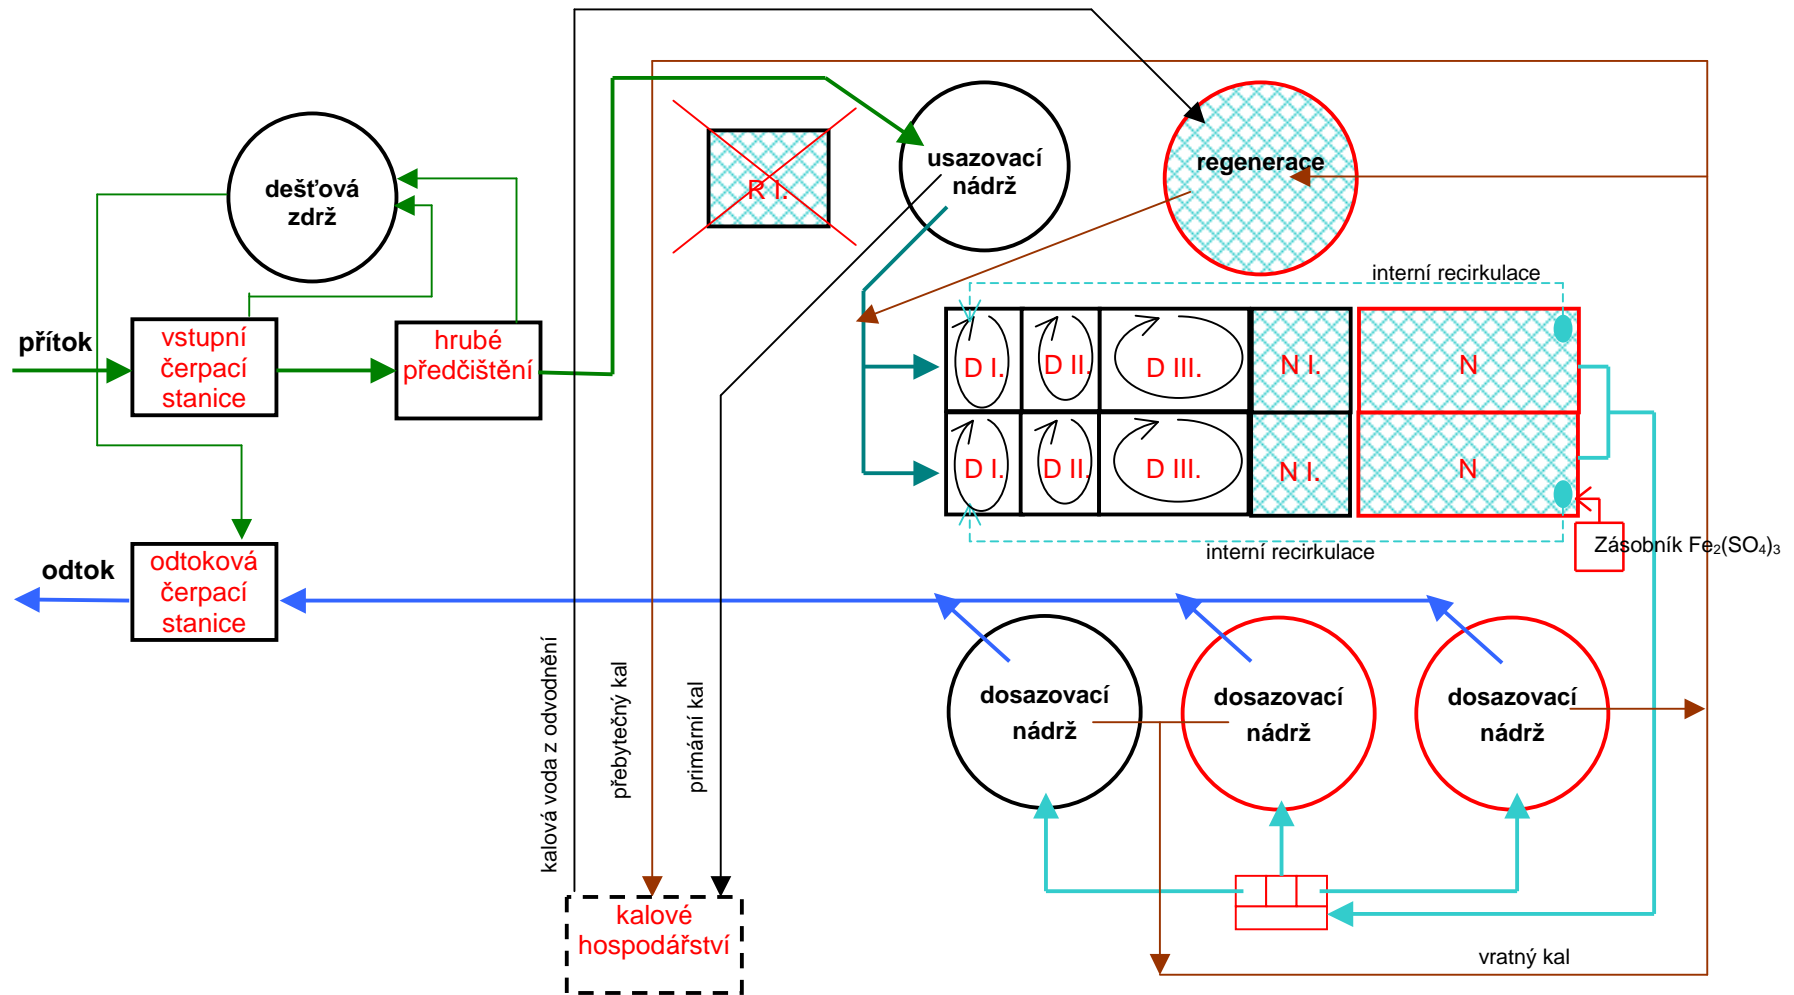 dešťová
zdrž
přítok
vstupní
čerpací
stanice
hrubé
předčištění
R I.
usazovací
nádrž
regenerace
interní recirkulace
D I.
D II.
D III.
N I.
N
D I.
D II.
D III.
N I.
N
interní recirkulace
Zásobník Fe₂(SO₄)₃
odtok
odtoková
čerpací
stanice
kalová voda z odvodnění
přebytečný kal
primární kal
dosazovací
nádrž
dosazovací
nádrž
dosazovací
nádrž
kalové
hospodářství
vratný kal